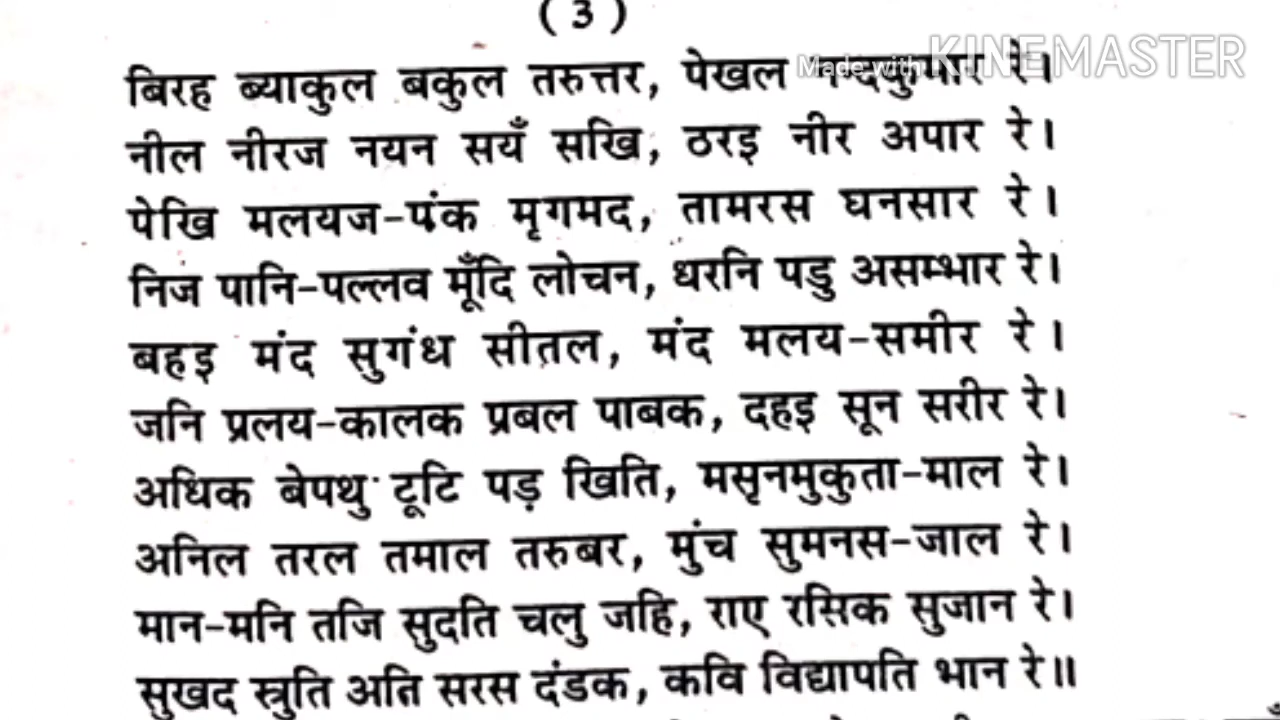 ( 3 )
Made with KINEMASTER
बिरह ब्याकुल बकुल तरुत्तर, पेखल नन्दकुमार रे।
नील नीरज नयन सयँ सखि, ठरइ नीर अपार रे।
पेखि मलयज-पंक मृगमद, तामरस घनसार रे।
निज पानि-पल्लव मूँदि लोचन, धरनि पडु असम्भार रे।
बहइ मंद सुगंध सीतल, मंद मलय-समीर रे।
जनि प्रलय-कालक प्रबल पाबक, दहइ सून सरीर रे।
अधिक बेपथु टूटि पड़ खिति, मसृनमुकुता-माल रे।
अनिल तरल तमाल तरुबर, मुंच सुमनस-जाल रे।
मान-मनि तजि सुदति चलु जहि, राए रसिक सुजान रे।
सुखद स्त्रुति अति सरस दंडक, कवि विद्यापति भान रे॥